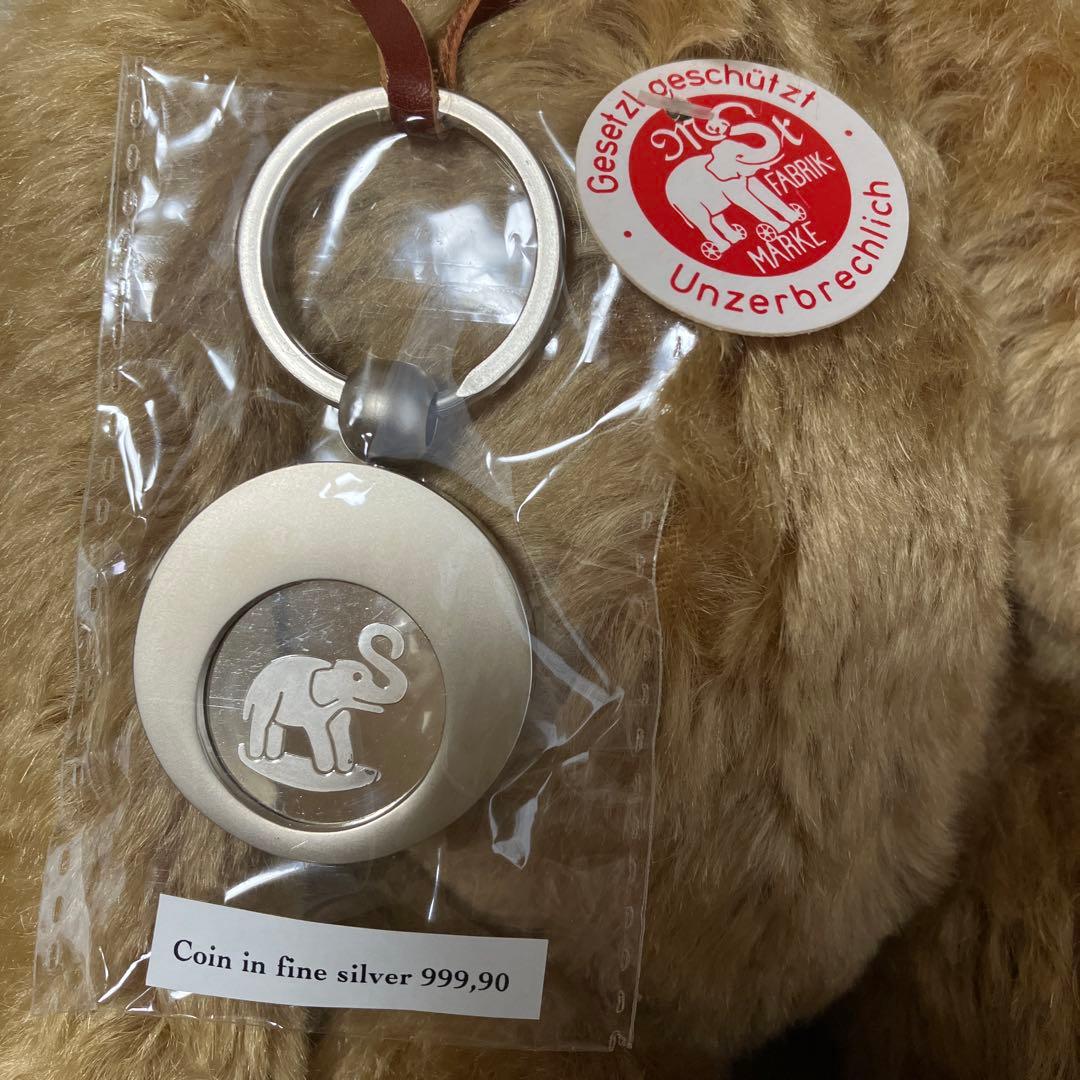 Gesetzl. geschützt
FABRIK-
MARKE
Unzerbrechlich
Coin in fine silver 999,90